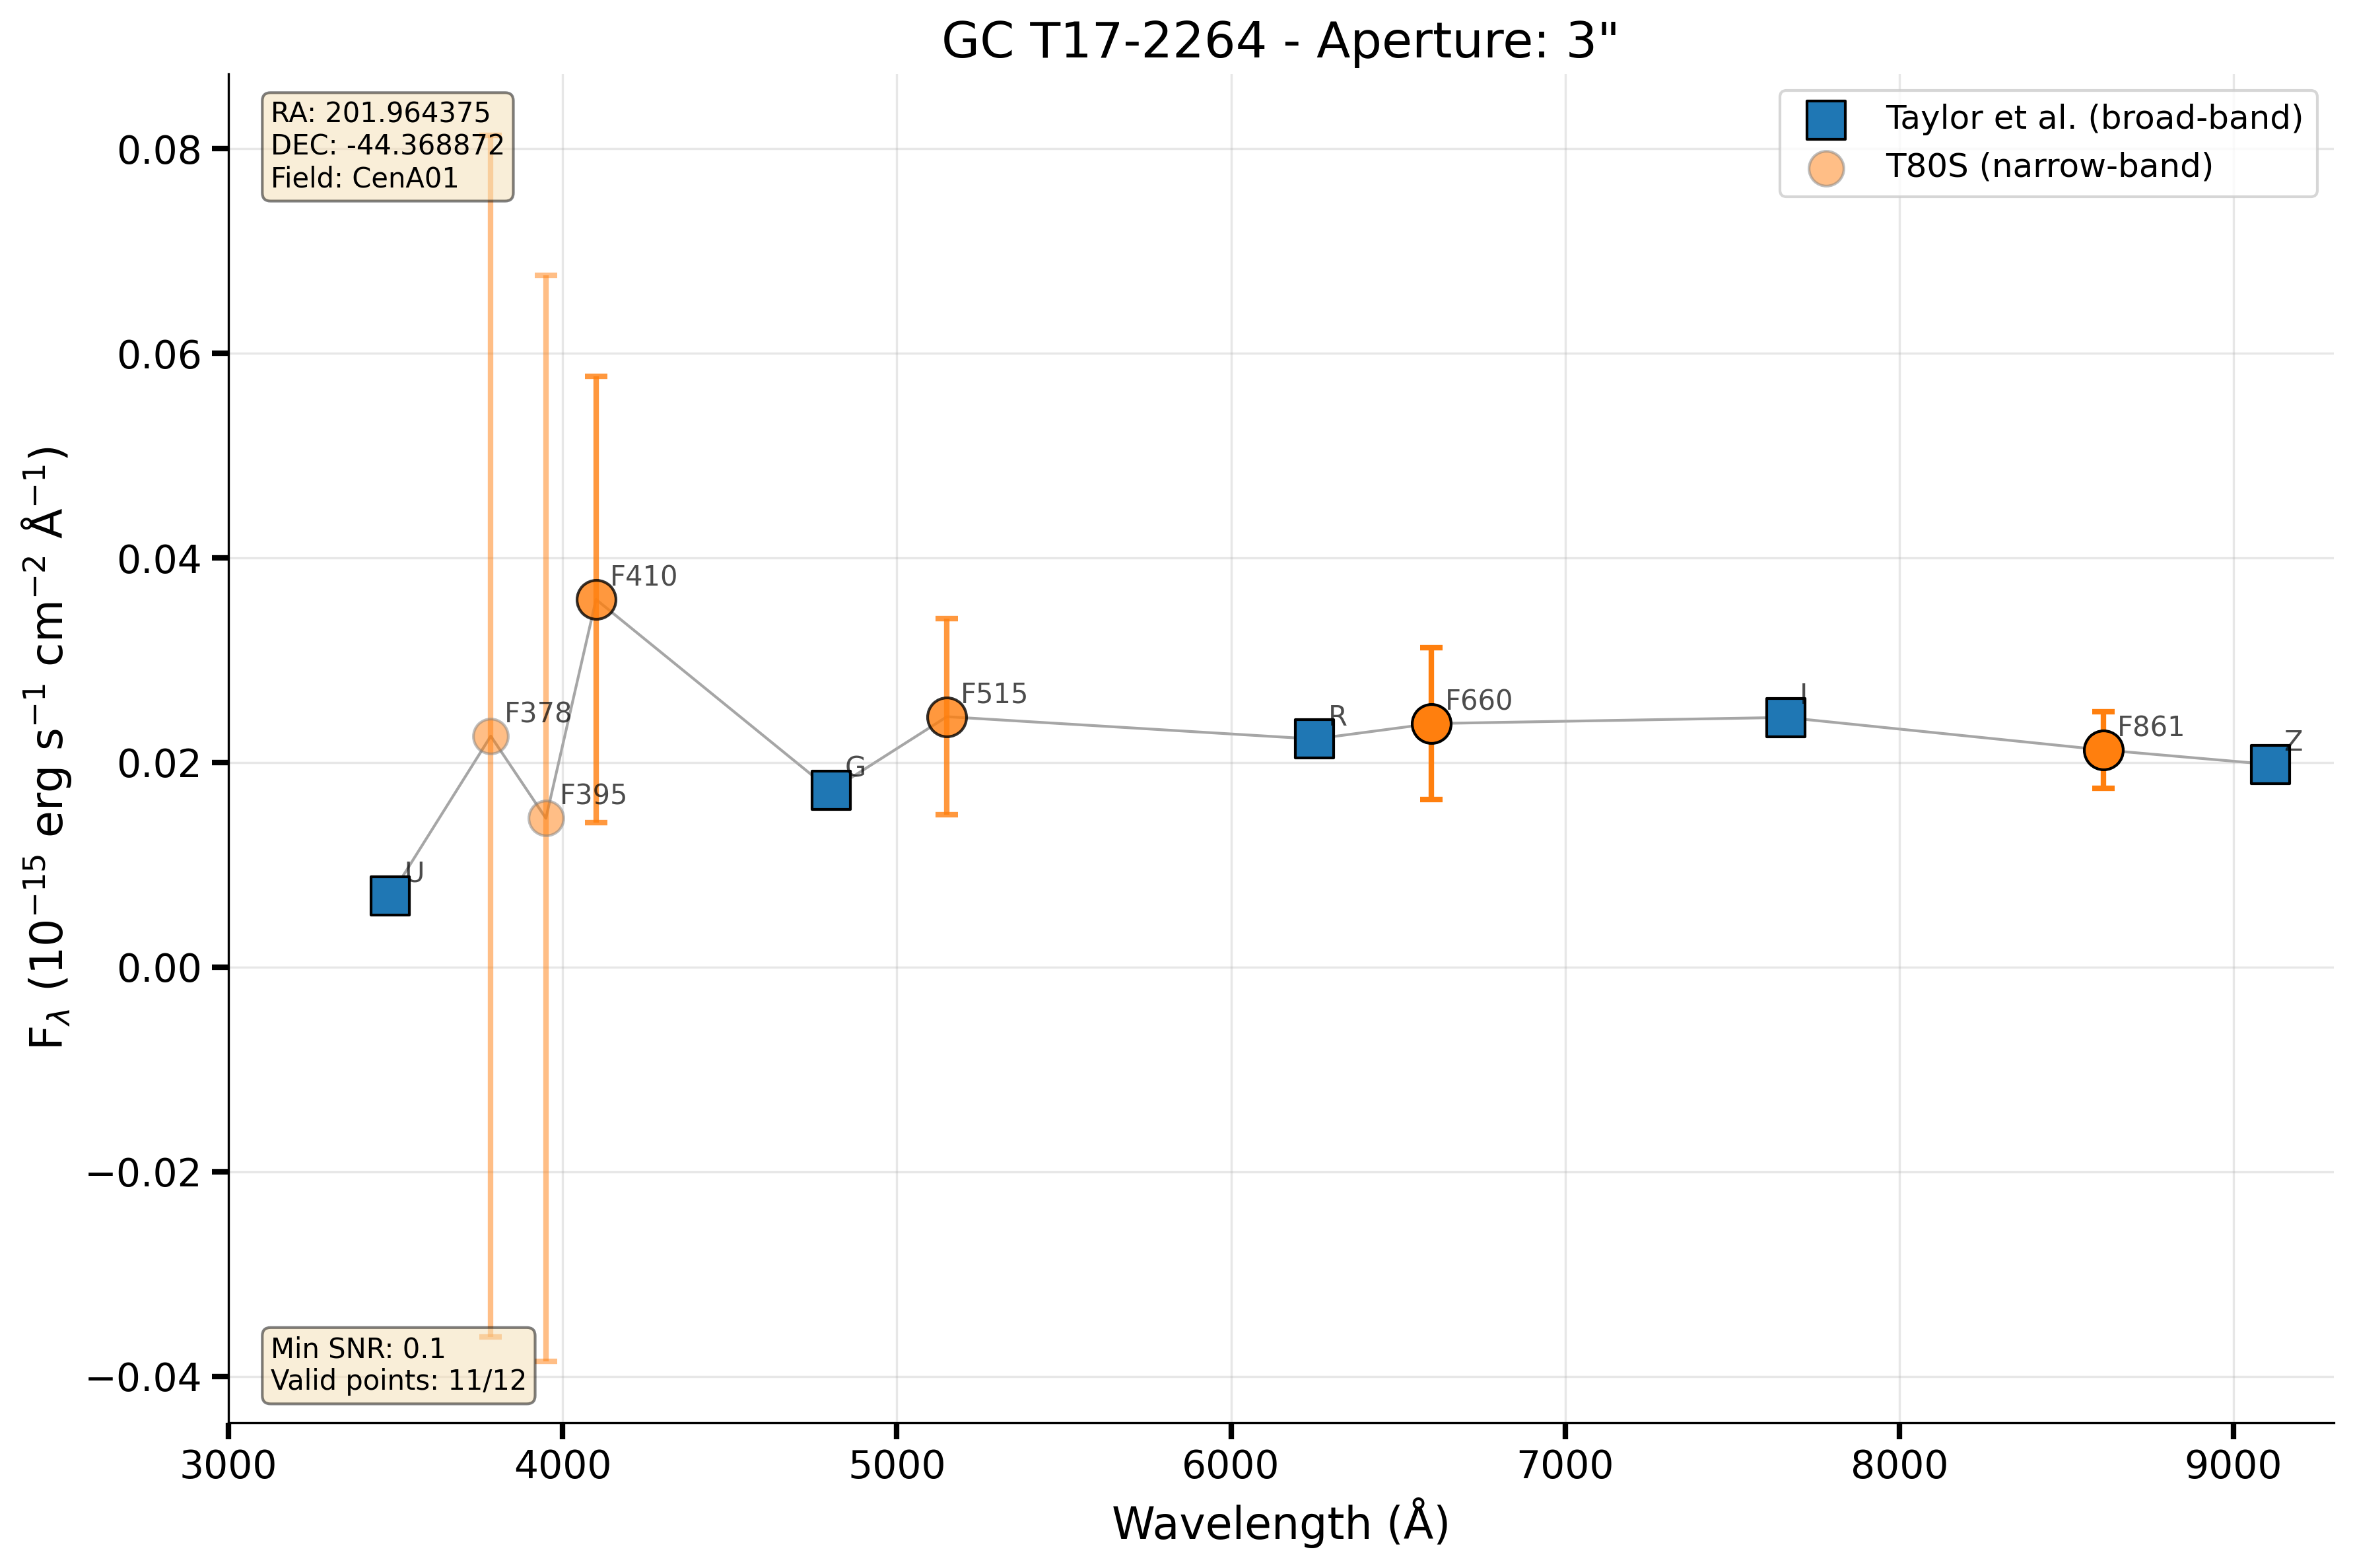 GC T17-2264 - Aperture: 3"
RA: 201.964375
DEC: -44.368872
Field: CenA01
Taylor et al. (broad-band)
T80S (narrow-band)
0.08
0.06
0.04
0.02
0.00
−0.02
−0.04
F$_λ$ (10$^{−15}$ erg s$^{−1}$ cm$^{−2}$ Å$^{−1}$)
U
F378
F395
F410
G
F515
R
F660
I
F861
Z
Min SNR: 0.1
Valid points: 11/12
3000 4000 5000 6000 7000 8000 9000
Wavelength (Å)